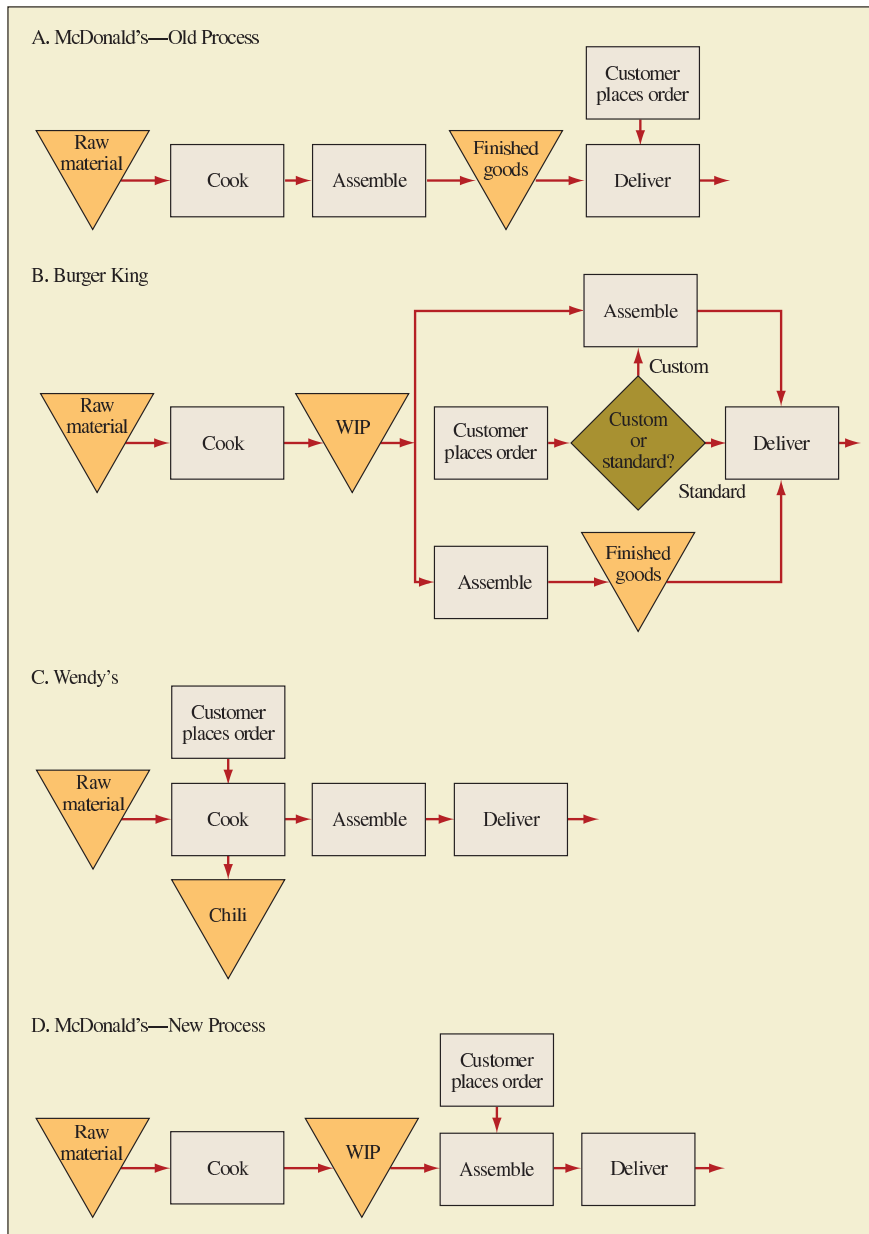 A. McDonald's—Old Process
Customer
places order
Raw
material
Cook
Assemble
Finished
goods
Deliver
B. Burger King
Assemble
Custom
Raw
material
Cook
WIP
Customer
places order
Custom
or
standard?
Deliver
Standard
Assemble
Finished
goods
C. Wendy's
Customer
places order
Raw
material
Cook
Assemble
Deliver
Chili
D. McDonald's—New Process
Customer
places order
Raw
material
Cook
WIP
Assemble
Deliver